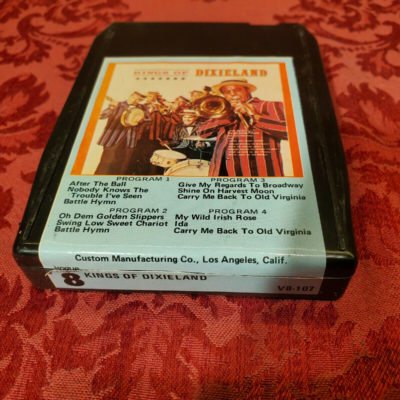 KINGS OF DIXIELAND
PROGRAM 1
After The Ball
Nobody Knows The
Trouble I've Seen
Battle Hymn
PROGRAM 3
Give My Regards To Broadway
Shine On Harvest Moon
Carry Me Back To Old Virginia
PROGRAM 2
Oh Dem Golden Slippers
Swing Low Sweet Chariot
Battle Hymn
PROGRAM 4
My Wild Irish Rose
Ida
Carry Me Back To Old Virginia
Custom Manufacturing Co., Los Angeles, Calif.
8 KINGS OF DIXIELAND
V8-107